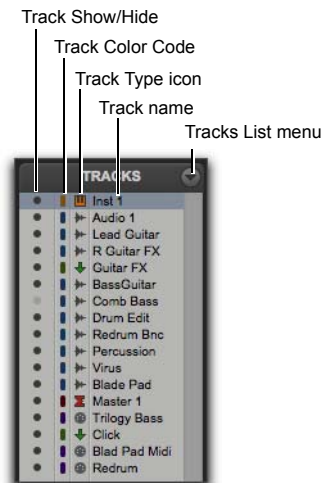 Track Show/Hide
Track Color Code
Track Type icon
Track name
Tracks List menu
TRACKS
Inst 1
Audio 1
Lead Guitar
R Guitar FX
Guitar FX
BassGuitar
Comb Bass
Drum Edit
Redrum Bnc
Percussion
Virus
Blade Pad
Master 1
Trilogy Bass
Click
Blad Pad Midi
Redrum